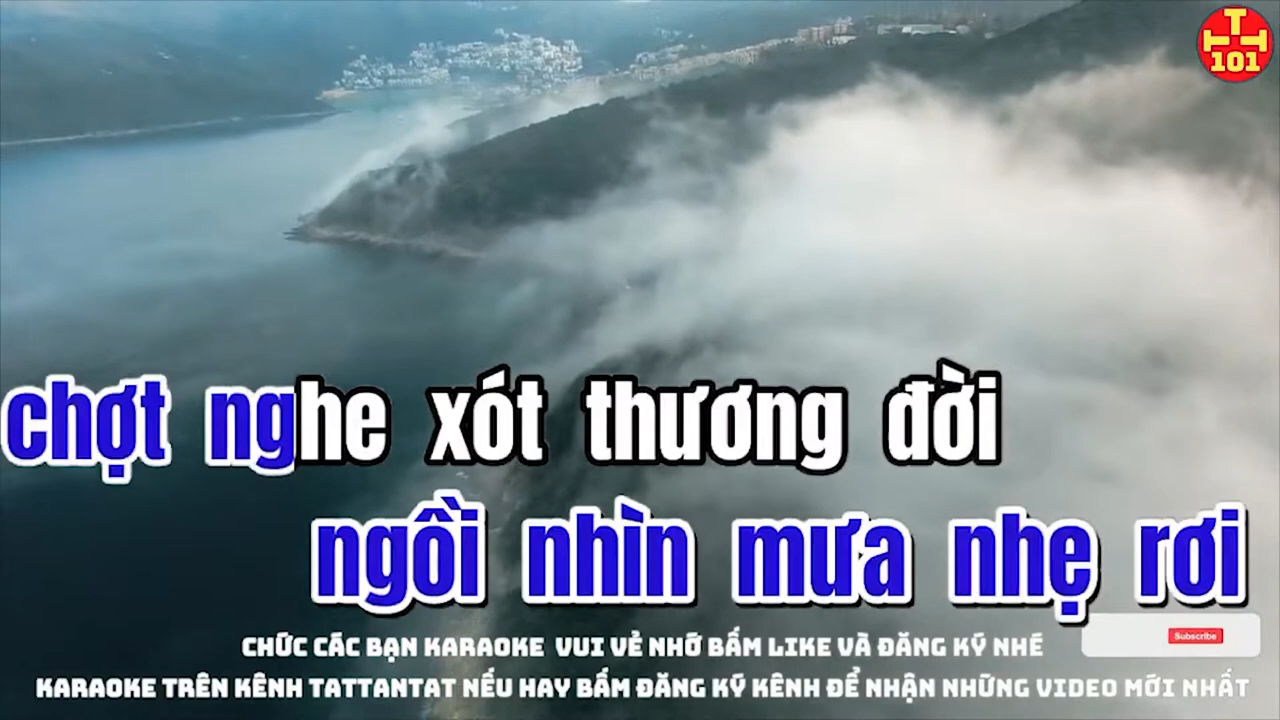 TTT
101
chợt nghe xót thương đời
ngồi nhìn mưa nhẹ rơi
CHỨC CÁC BẠN KARAOKE VUI VẺ NHỠ BẤM LIKE VÀ ĐĂNG KÝ NHÉ
Subscribe
KARAOKE TRÊN KÊNH TATTANTAT NẾU HAY BẤM ĐĂNG KÝ KÊNH ĐỂ NHẬN NHỮNG VIDEO MỚI NHẤT